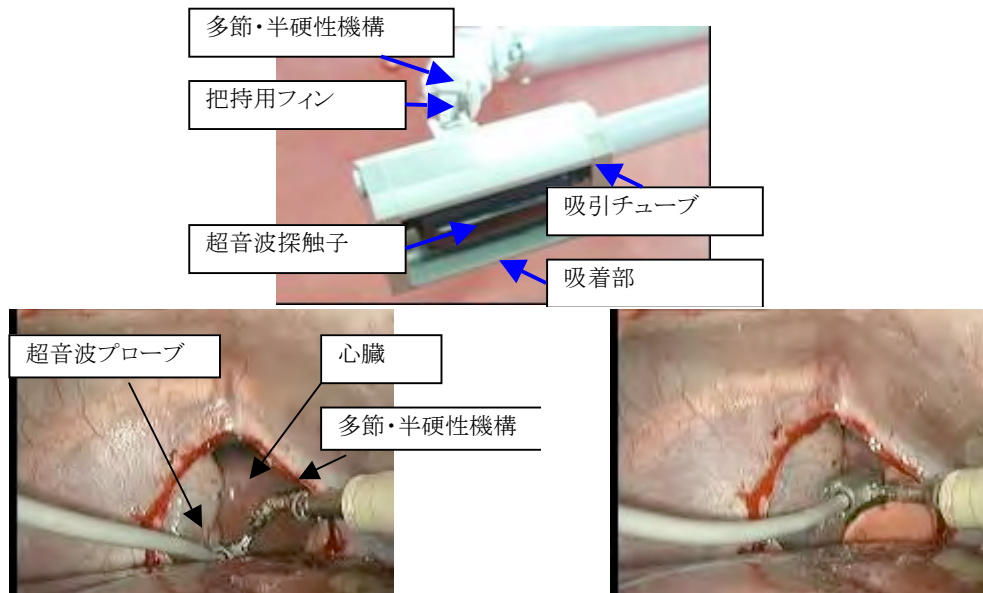 多節・半硬性機構
把持用フィン
吸引チューブ
超音波探触子
吸着部
超音波プローブ
心臓
多節・半硬性機構